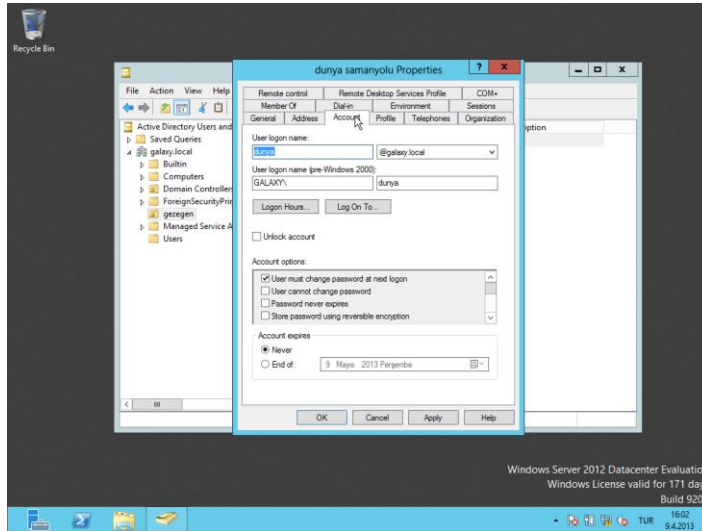 Recycle Bin
dunya samanyolu Properties
?
x
File Action View Help
Active Directory Users and
Saved Queries
galaxy.local
Builtin
Computers
Domain Controller
ForeignSecurityPrin
gezegen
Managed Service A
Users
iption
Remote control Remote Desktop Services Profile COM+
Member Of Dial-in Environment Sessions
General Address Account Profile Telephones Organization
User logon name:
dunya @galaxy.local
User logon name (pre-Windows 2000):
GALAXY\ dunya
Logon Hours... Log On To...
Unlock account
Account options:
User must change password at next logon
User cannot change password
Password never expires
Store password using reversible encryption
Account expires
Never
End of: 9 Mayıs 2013 Perşembe
OK Cancel Apply Help
Windows Server 2012 Datacenter Evaluatio
Windows License valid for 171 day
Build 920
TUR
16:02
9.4.2013